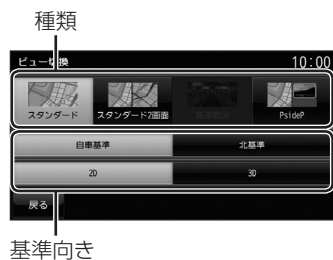 種類
ビュー切換 10:00
スタンダード スタンダード2画面 PsideP
自車基準 北基準
2D 3D
戻る
基準向き